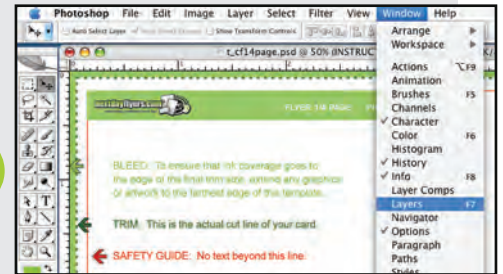 Photoshop File Edit Image Layer Select Filter View Window Help
Auto Select Layer Show Transform Controls
Arrange
Workspace
t_cf14page.psd @ 50% (INSTRUC
Actions ⌥F9
Animation
Brushes F5
Channels
✓ Character
Color F6
Histogram
✓ History
✓ Info F8
Layer Comps
Layers F7
Navigator
✓ Options
Paragraph
Paths
Styles
BLEED: To ensure that ink coverage goes to
the edge of the final trim size, extend any graphics
or artwork to the farthest edge of this template.
TRIM: This is the actual cut line of your card.
SAFETY GUIDE: No text beyond this line.